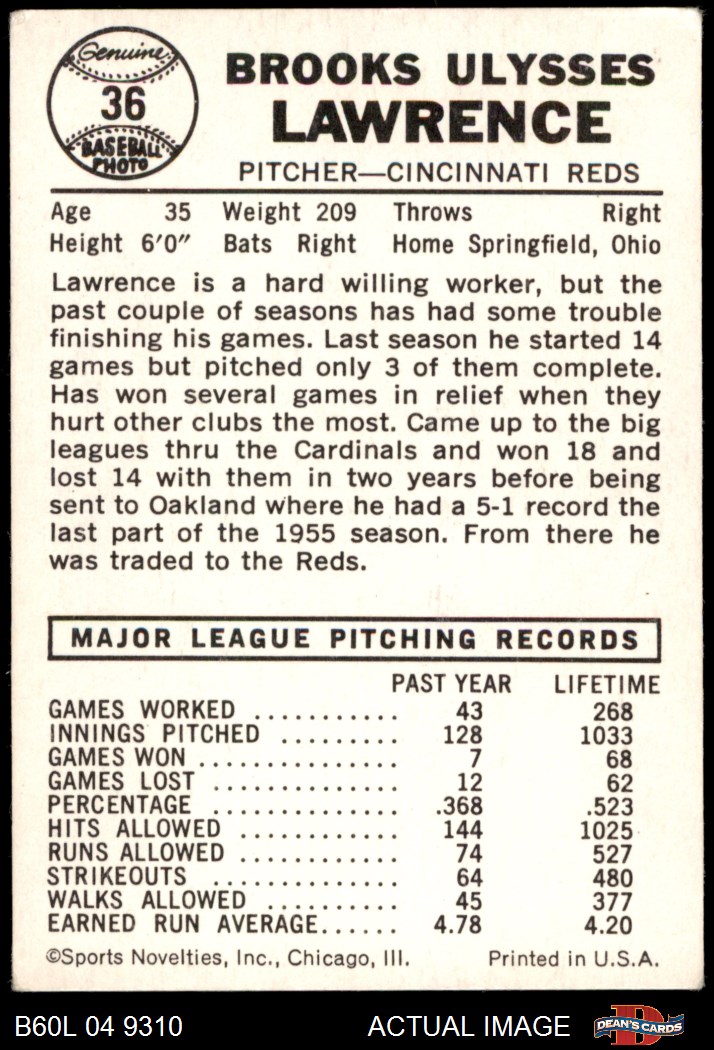 Genuine
36
BASEBALL
PHOTO
BROOKS ULYSSES
LAWRENCE
PITCHER—CINCINNATI REDS
Age 35 Weight 209 Throws Right
Height 6'0" Bats Right Home Springfield, Ohio
Lawrence is a hard willing worker, but the
past couple of seasons has had some trouble
finishing his games. Last season he started 14
games but pitched only 3 of them complete.
Has won several games in relief when they
hurt other clubs the most. Came up to the big
leagues thru the Cardinals and won 18 and
lost 14 with them in two years before being
sent to Oakland where he had a 5-1 record the
last part of the 1955 season. From there he
was traded to the Reds.
MAJOR LEAGUE PITCHING RECORDS
PAST YEAR LIFETIME
GAMES WORKED ........... 43 268
INNINGS PITCHED ......... 128 1033
GAMES WON ............... 7 68
GAMES LOST .............. 12 62
PERCENTAGE .............. .368 .523
HITS ALLOWED ............ 144 1025
RUNS ALLOWED ............ 74 527
STRIKEOUTS .............. 64 480
WALKS ALLOWED .......... 45 377
EARNED RUN AVERAGE...... 4.78 4.20
©Sports Novelties, Inc., Chicago, Ill. Printed in U.S.A.
B60L 04 9310 ACTUAL IMAGE D DEAN'S CARDS